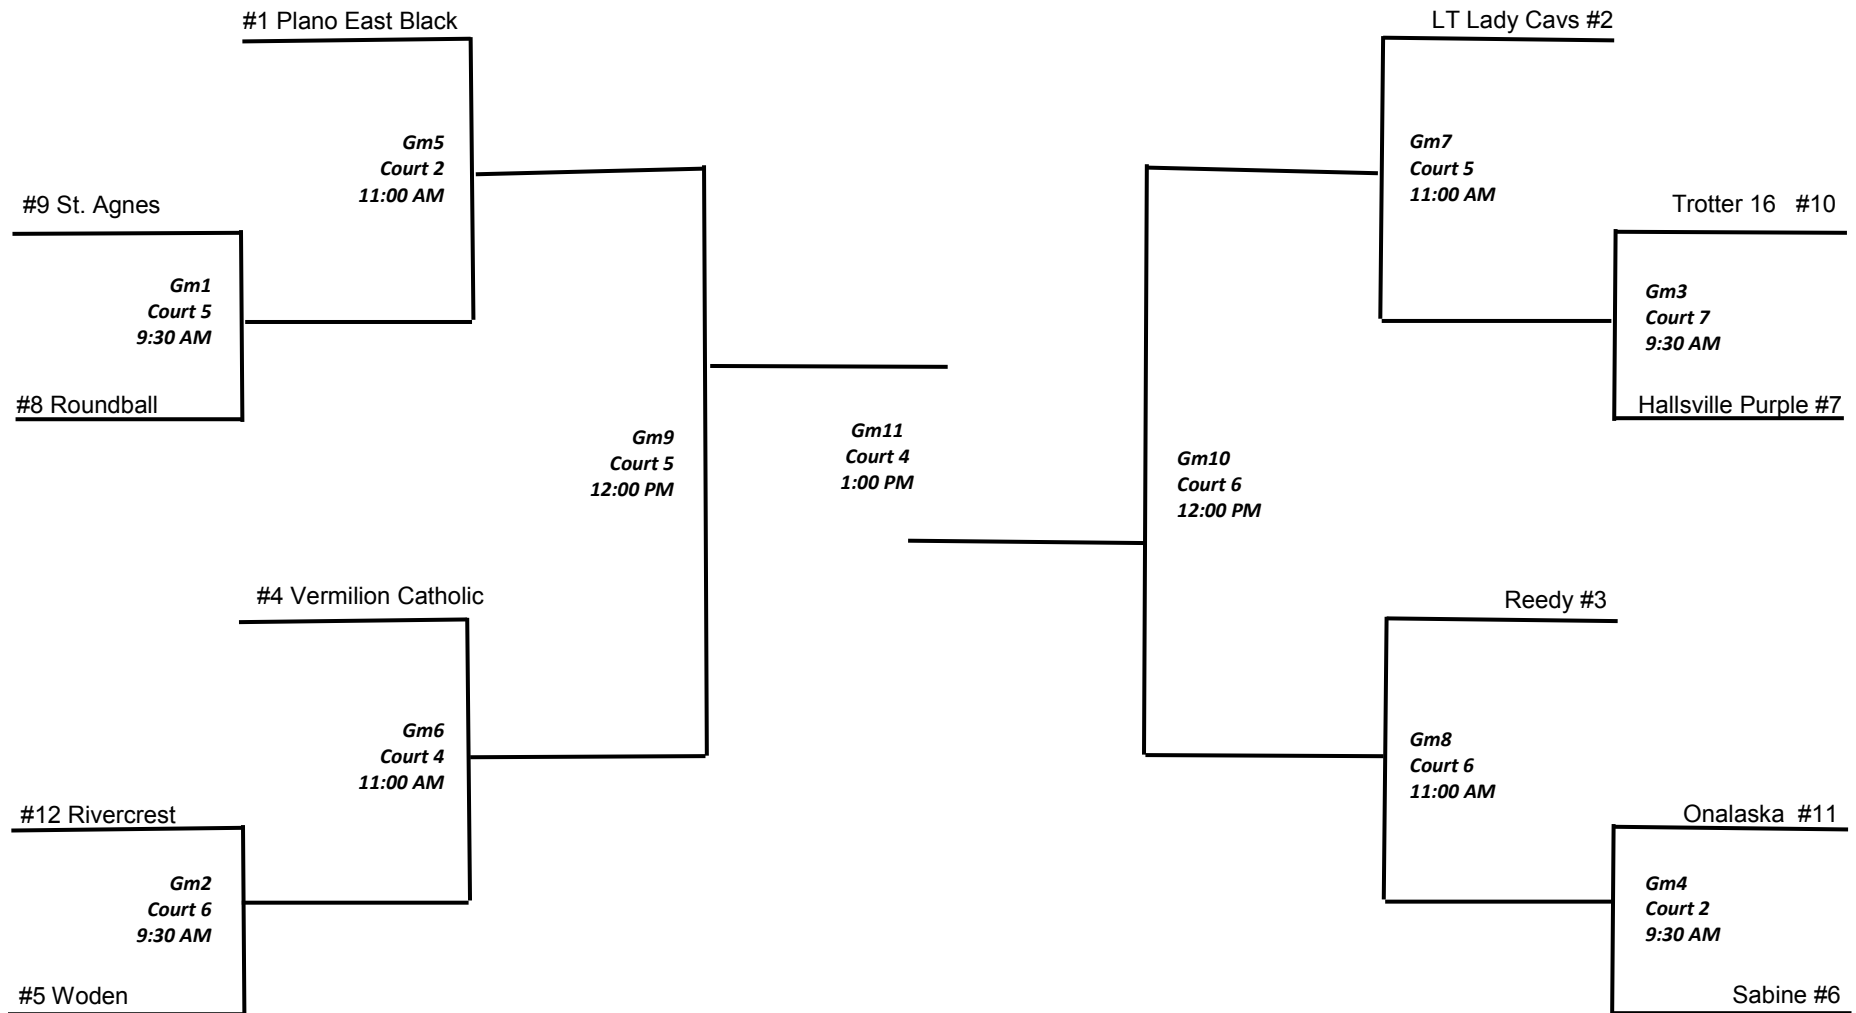 #1 Plano East Black
Gm5
Court 2
11:00 AM
#9 St. Agnes
Gm1
Court 5
9:30 AM
#8 Roundball
Gm9
Court 5
12:00 PM
#4 Vermilion Catholic
Gm6
Court 4
11:00 AM
#12 Rivercrest
Gm2
Court 6
9:30 AM
#5 Woden
Gm11
Court 4
1:00 PM
LT Lady Cavs #2
Gm7
Court 5
11:00 AM
Trotter 16 #10
Gm3
Court 7
9:30 AM
Hallsville Purple #7
Gm10
Court 6
12:00 PM
Reedy #3
Gm8
Court 6
11:00 AM
Onalaska #11
Gm4
Court 2
9:30 AM
Sabine #6